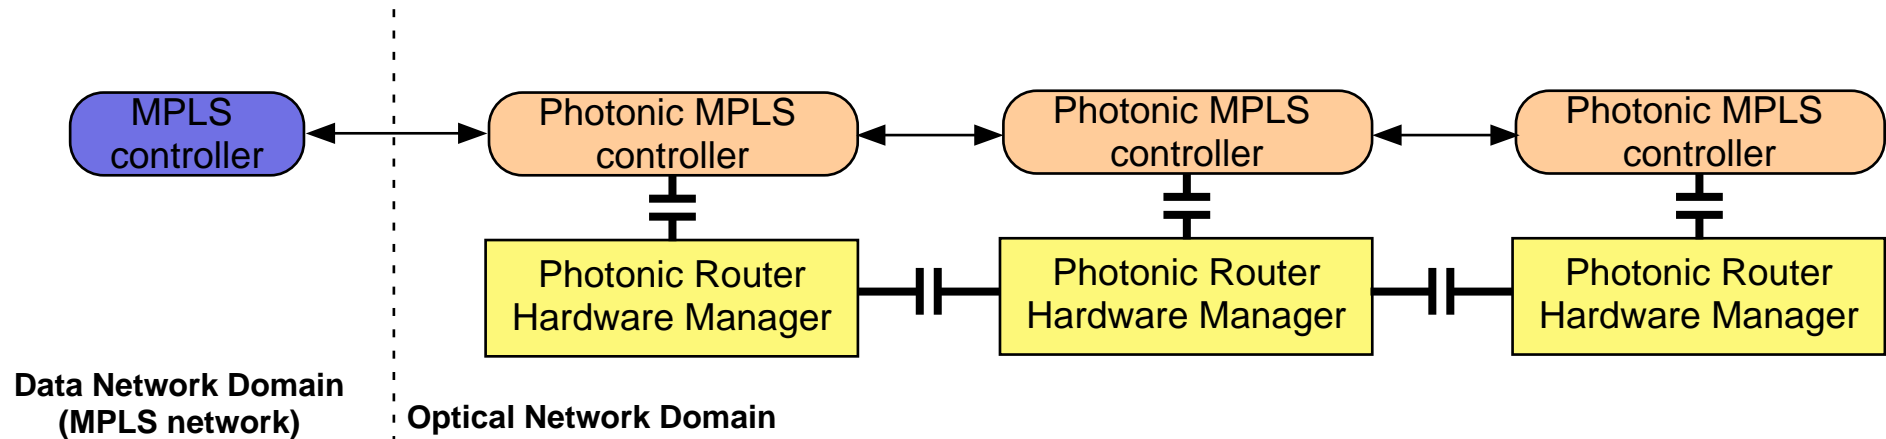 MPLS
controller
Photonic MPLS
controller
Photonic MPLS
controller
Photonic MPLS
controller
Photonic Router
Hardware Manager
Photonic Router
Hardware Manager
Photonic Router
Hardware Manager
Data Network Domain
(MPLS network)
Optical Network Domain